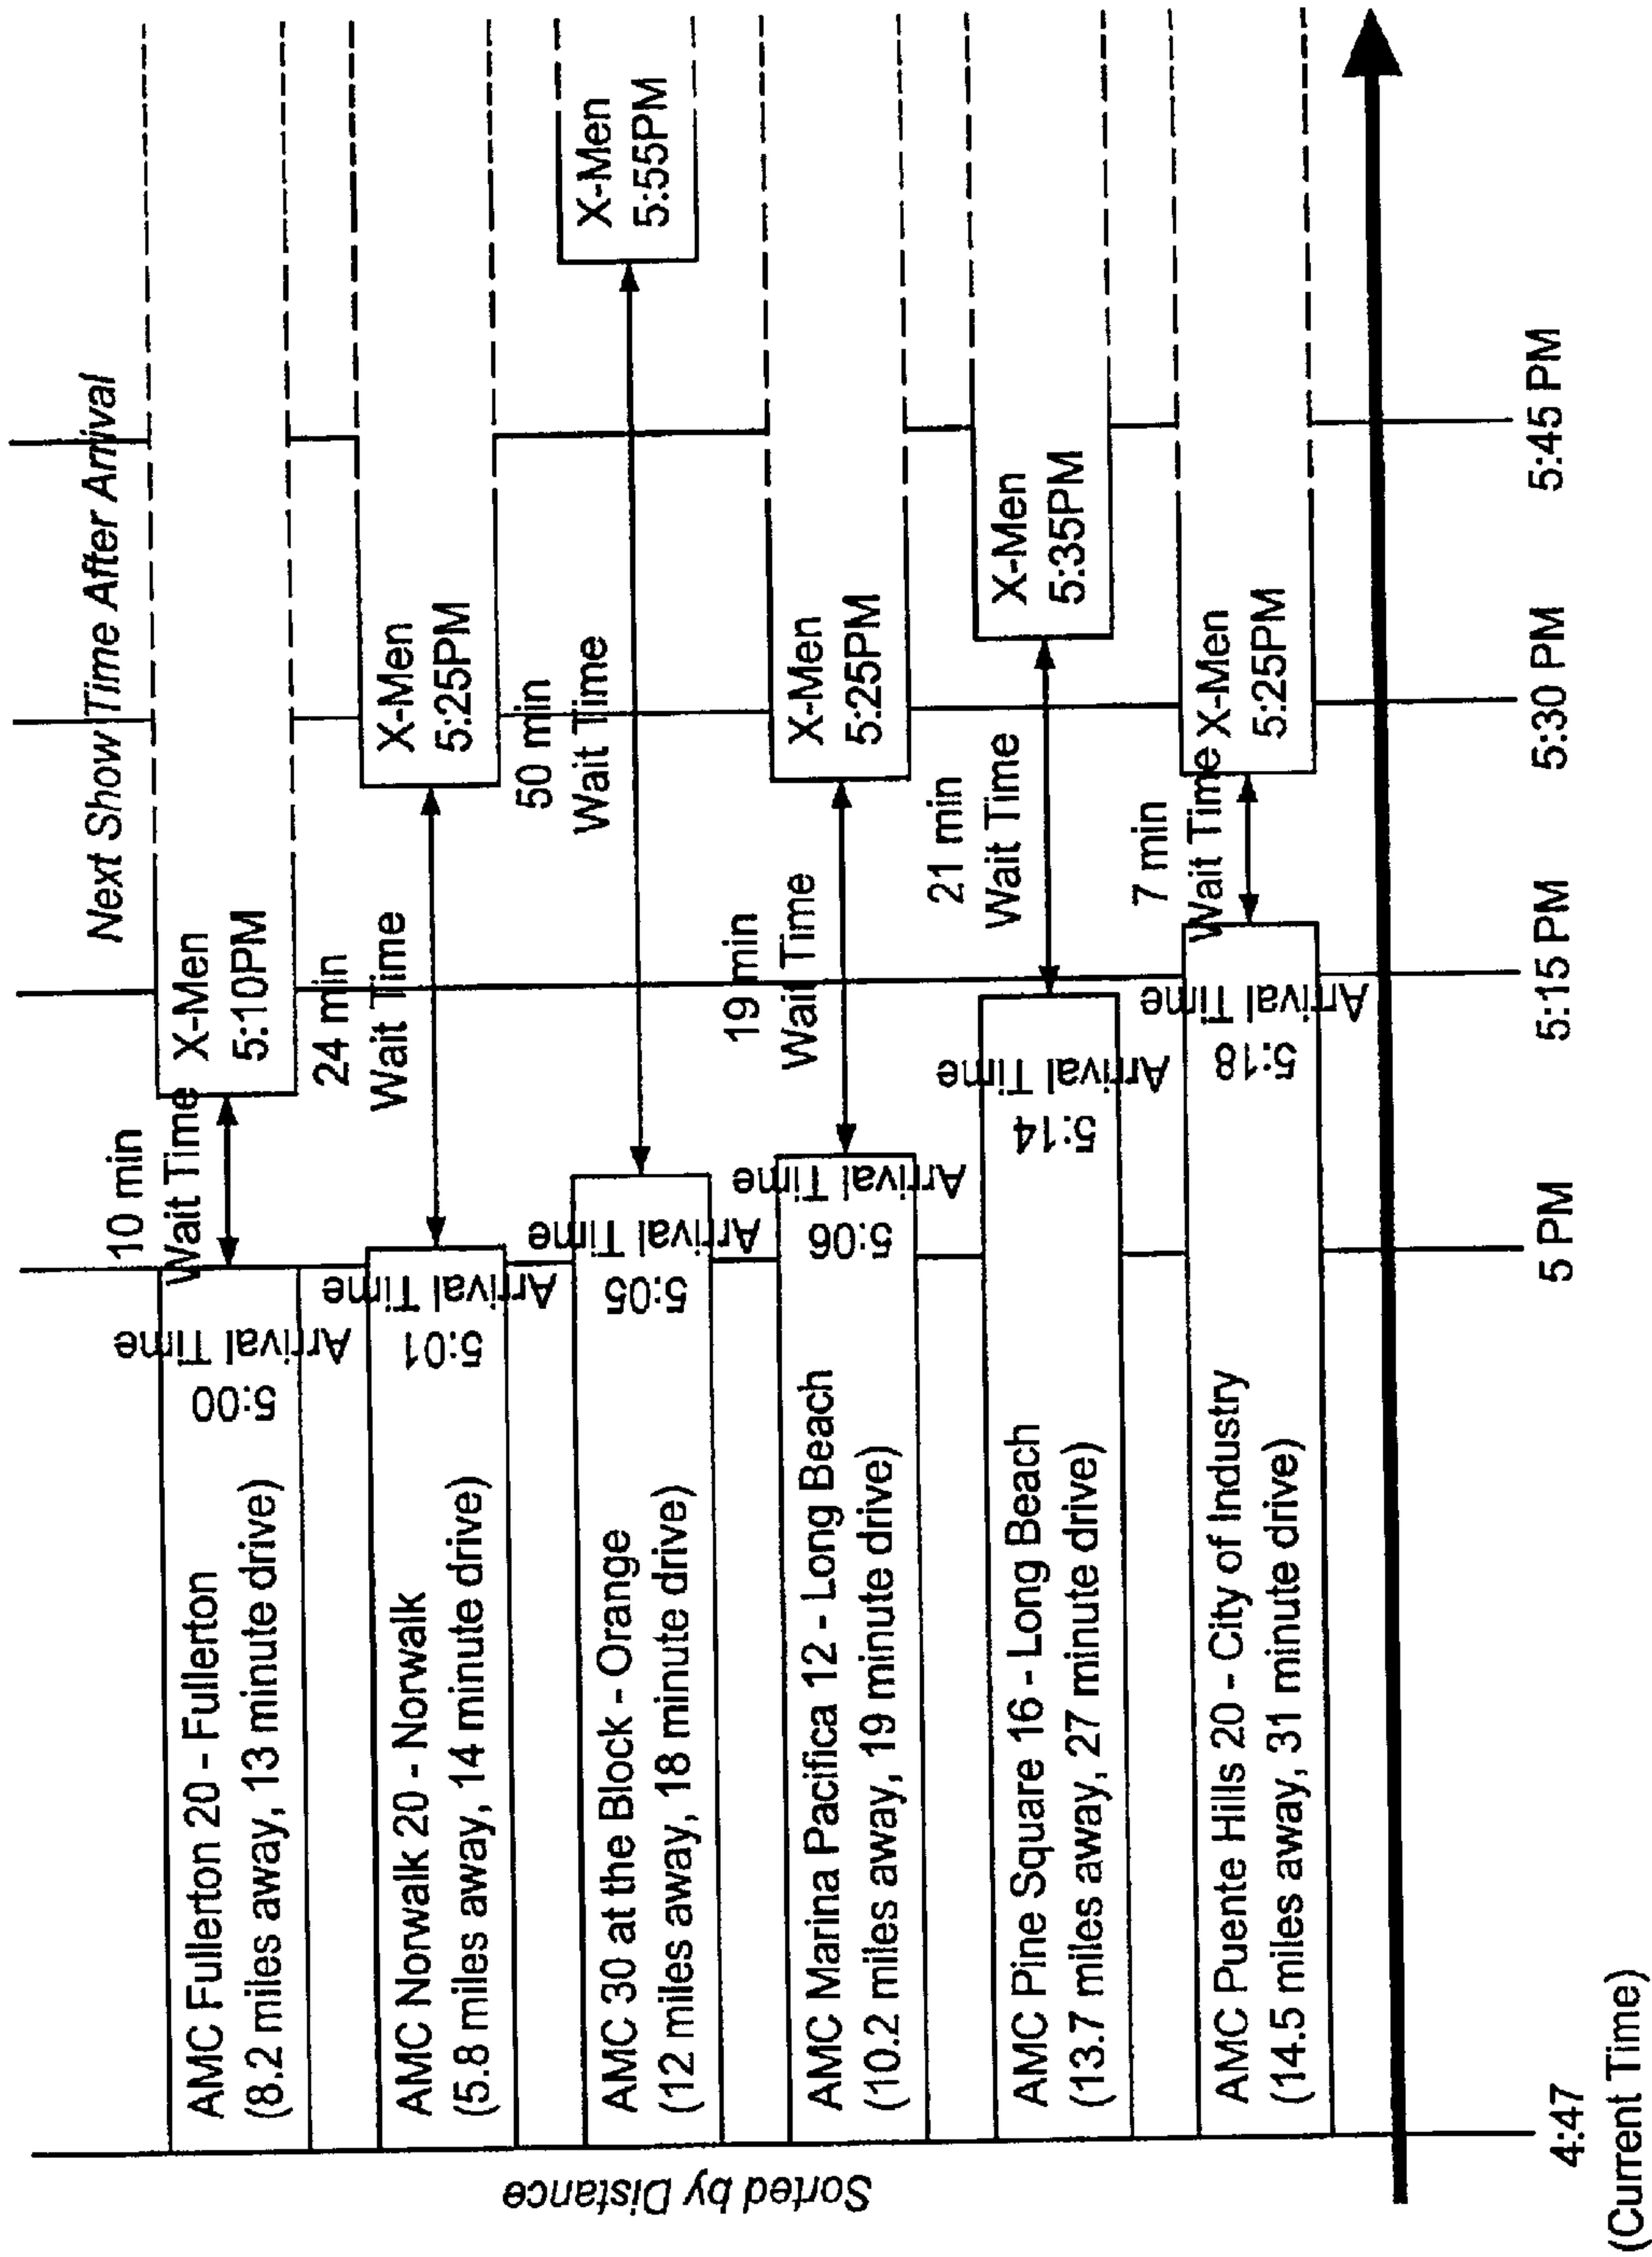 Next Show Time After Arrival
Sorted by Distance
AMC Fullerton 20 - Fullerton
(8.2 miles away, 13 minute drive)
5:00
Arrival Time
10 min
Wait Time
X-Men
5:10PM
AMC Norwalk 20 - Norwalk
(5.8 miles away, 14 minute drive)
5:01
Arrival Time
24 min
Wait Time
X-Men
5:25PM
AMC 30 at the Block - Orange
(12 miles away, 18 minute drive)
5:05
Arrival Time
50 min
Wait Time
X-Men
5:55PM
AMC Marina Pacifica 12 - Long Beach
(10.2 miles away, 19 minute drive)
5:06
Arrival Time
19 min
Wait Time
X-Men
5:25PM
AMC Pine Square 16 - Long Beach
(13.7 miles away, 27 minute drive)
5:14
Arrival Time
21 min
Wait Time
X-Men
5:35PM
AMC Puente Hills 20 - City of Industry
(14.5 miles away, 31 minute drive)
5:18
Arrival Time
7 min
Wait Time
X-Men
5:25PM
4:47
(Current Time)
5 PM
5:15 PM
5:30 PM
5:45 PM